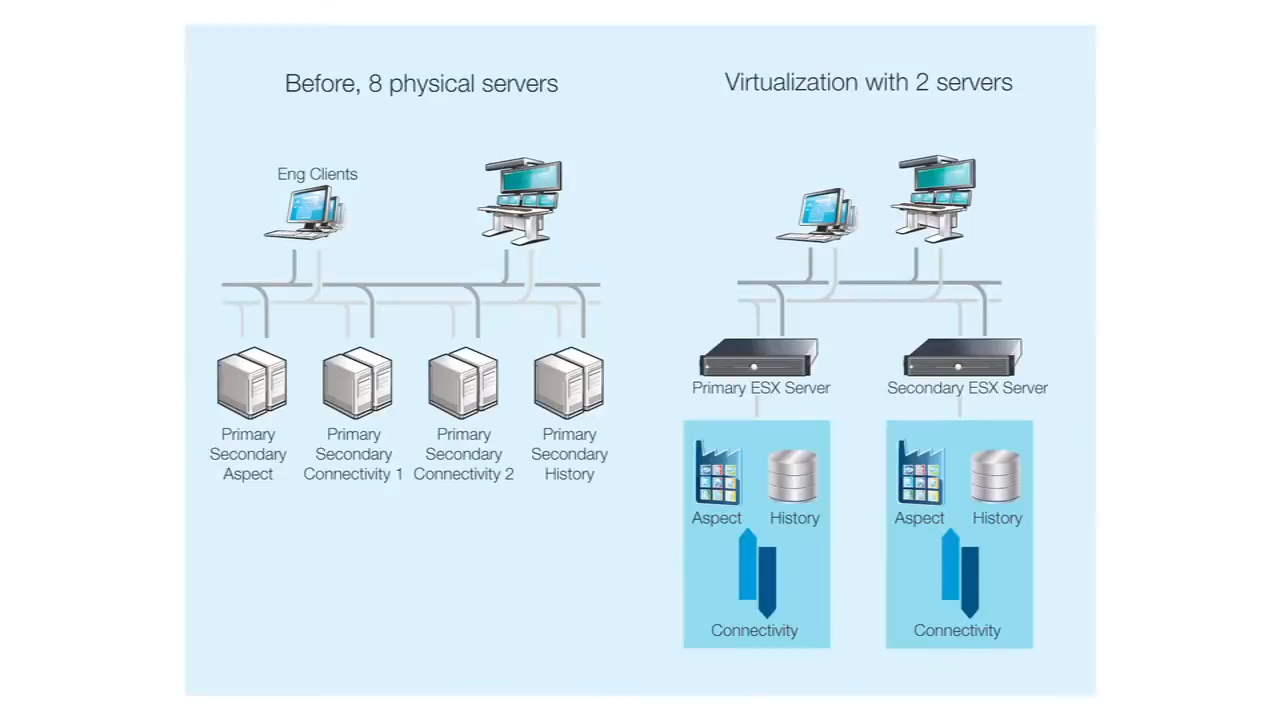 Before, 8 physical servers
Virtualization with 2 servers
Eng Clients
Primary
Secondary
Aspect
Primary
Secondary
Connectivity 1
Primary
Secondary
Connectivity 2
Primary
Secondary
History
Primary ESX Server
Secondary ESX Server
Aspect
History
Connectivity
Aspect
History
Connectivity